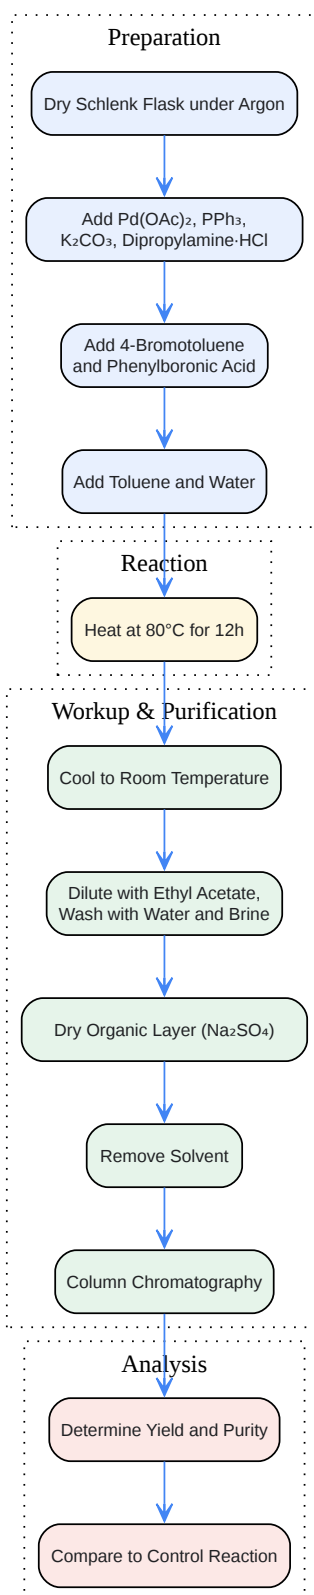 Preparation
Dry Schlenk Flask under Argon
Add Pd(OAc)₂, PPh₃,
K₂CO₃, Dipropylamine·HCl
Add 4-Bromotoluene
and Phenylboronic Acid
Add Toluene and Water
Reaction
Heat at 80°C for 12h
Workup & Purification
Cool to Room Temperature
Dilute with Ethyl Acetate,
Wash with Water and Brine
Dry Organic Layer (Na₂SO₄)
Remove Solvent
Column Chromatography
Analysis
Determine Yield and Purity
Compare to Control Reaction